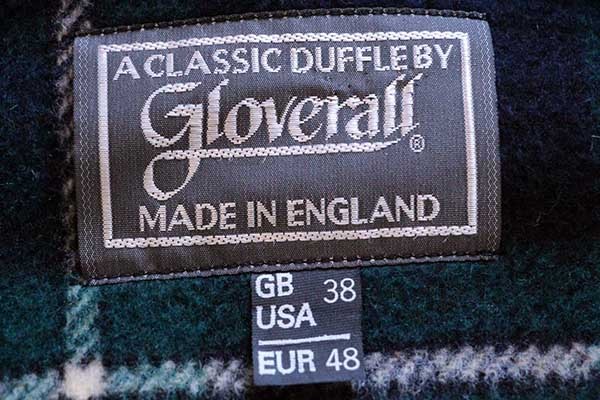 A CLASSIC DUFFLE BY
Gloverall®
MADE IN ENGLAND
GB 38
USA
EUR 48